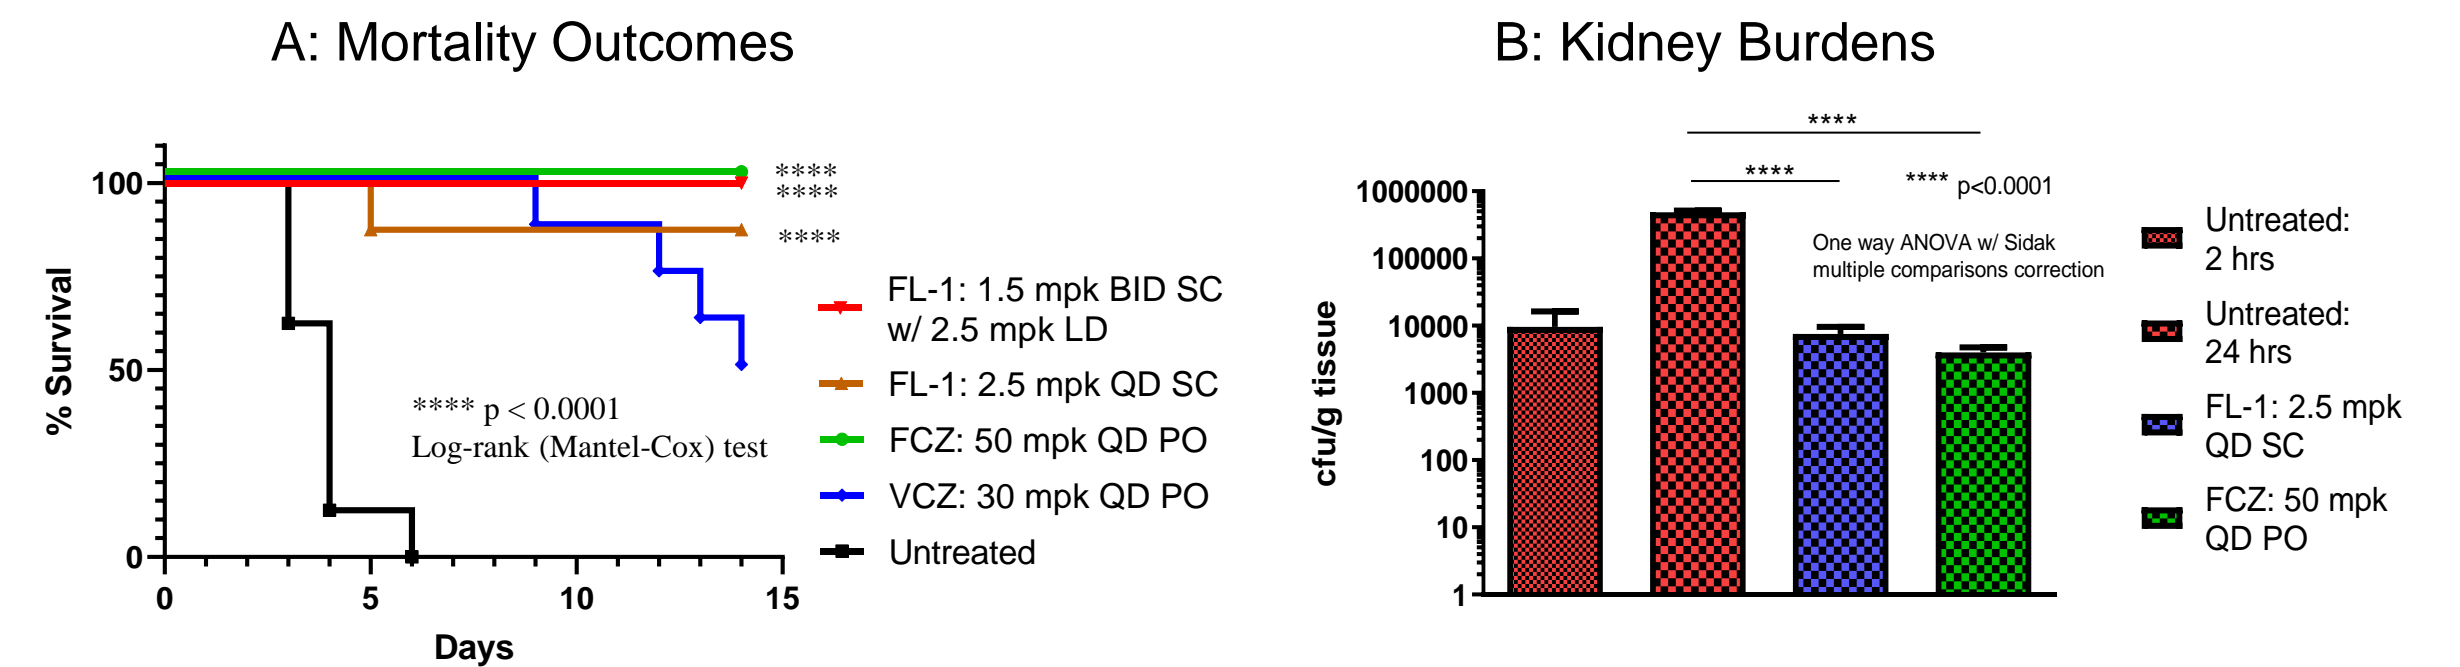 A: Mortality Outcomes
% Survival
100
50
0
0 5 10 15
Days
****
****
****
**** p < 0.0001
Log-rank (Mantel-Cox) test
FL-1: 1.5 mpk BID SC
w/ 2.5 mpk LD
FL-1: 2.5 mpk QD SC
FCZ: 50 mpk QD PO
VCZ: 30 mpk QD PO
Untreated
B: Kidney Burdens
cfu/g tissue
1000000
100000
10000
1000
100
10
1
****
****
**** p<0.0001
One way ANOVA w/ Sidak
multiple comparisons correction
Untreated:
2 hrs
Untreated:
24 hrs
FL-1: 2.5 mpk
QD SC
FCZ: 50 mpk
QD PO